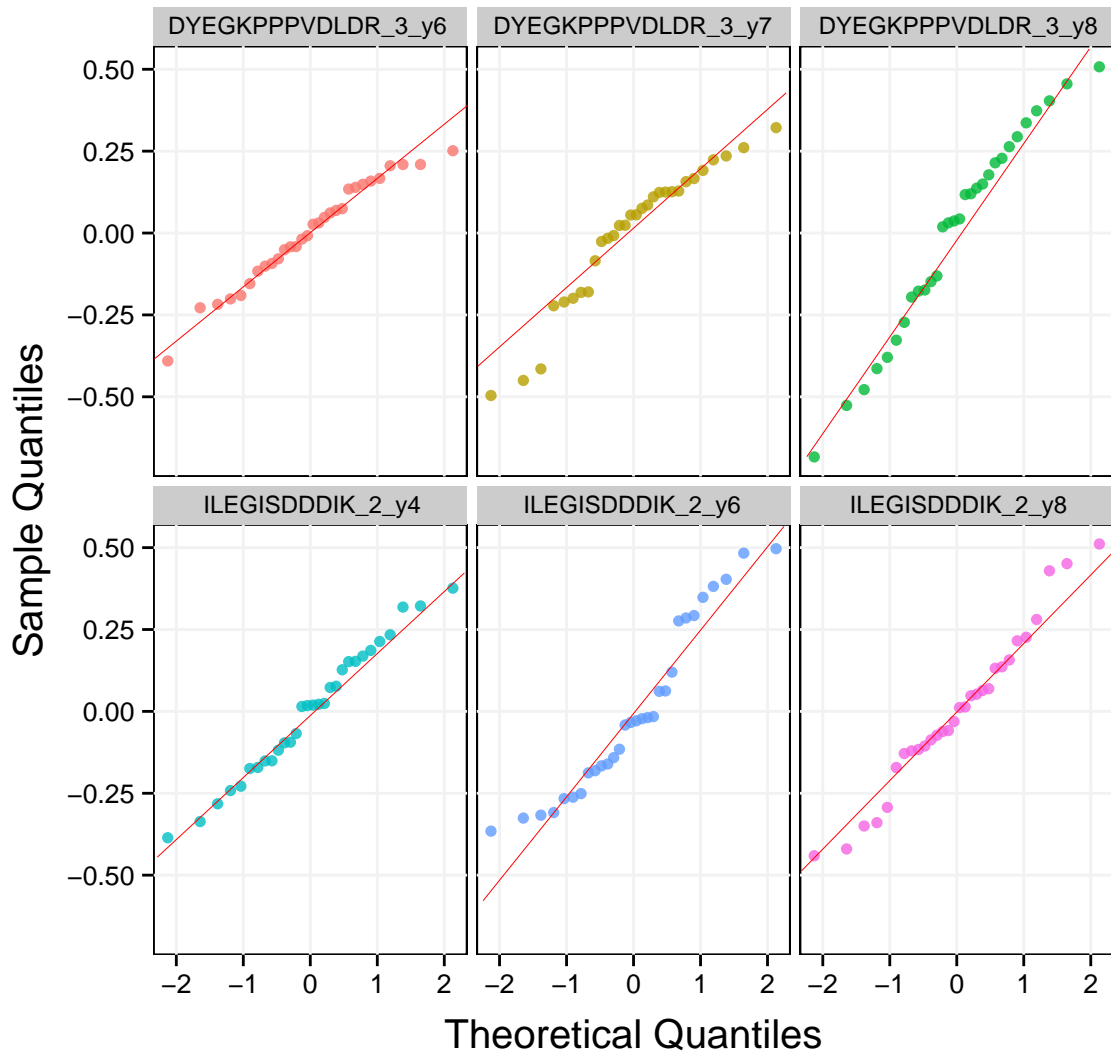 DYEGKPPPVDLDR_3_y6 DYEGKPPPVDLDR_3_y7 DYEGKPPPVDLDR_3_y8
0.50
0.25
0.00
−0.25
−0.50
ILEGISDDDIK_2_y4 ILEGISDDDIK_2_y6 ILEGISDDDIK_2_y8
0.50
0.25
0.00
−0.25
−0.50
−2 −1 0 1 2 −2 −1 0 1 2 −2 −1 0 1 2
Sample Quantiles
Theoretical Quantiles